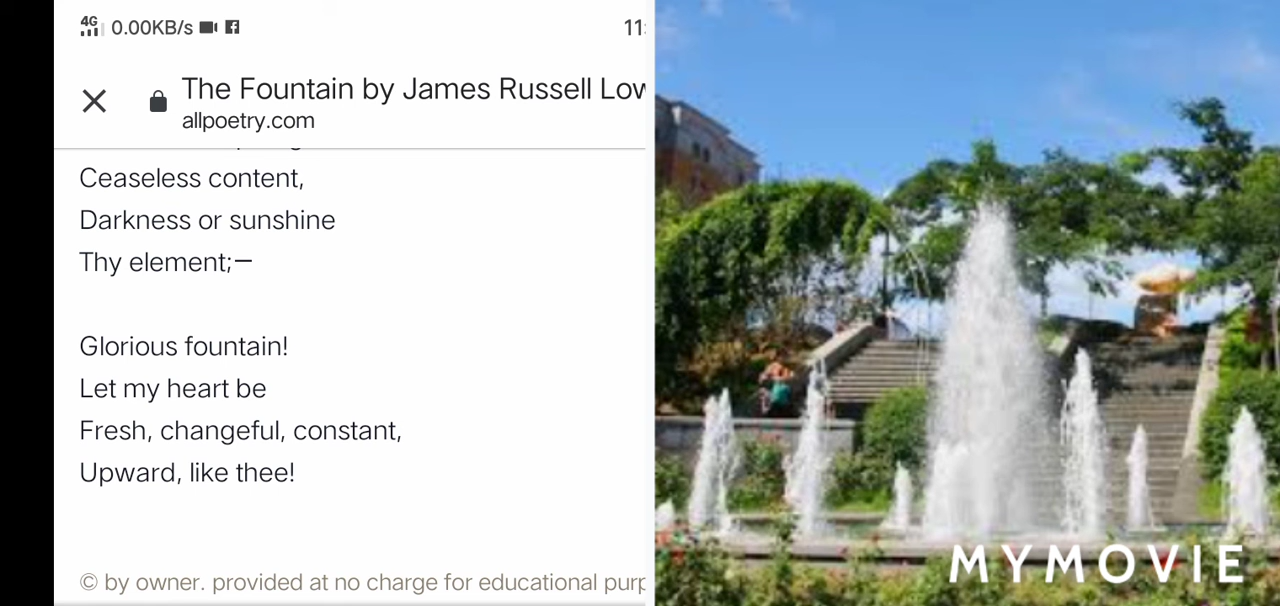 4G 0.00KB/s 11:
The Fountain by James Russell Low
allpoetry.com
Ceaseless content,
Darkness or sunshine
Thy element;—
Glorious fountain!
Let my heart be
Fresh, changeful, constant,
Upward, like thee!
© by owner. provided at no charge for educational purp
MYMOVIE